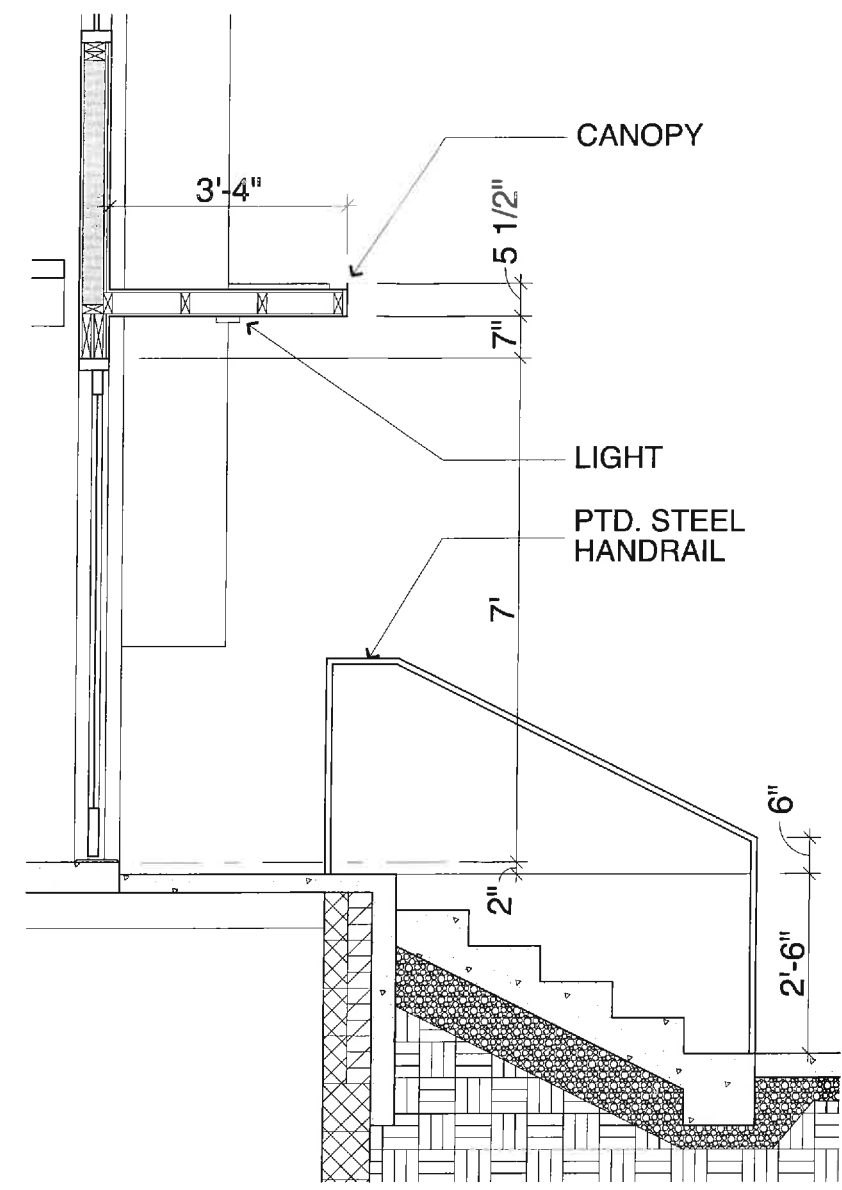 CANOPY
3'-4"
5 1/2"
7"
LIGHT
PTD. STEEL
HANDRAIL
7'
6"
2"
2'-6"